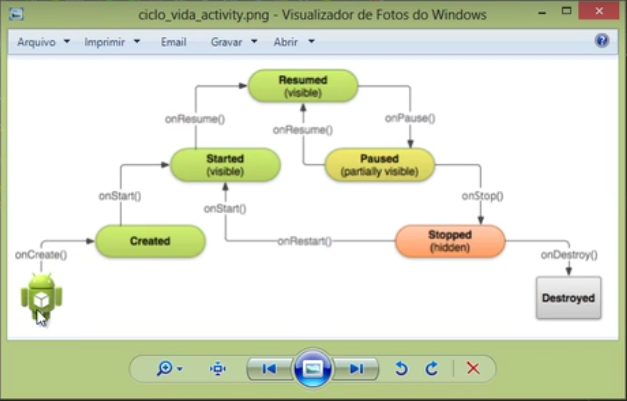 ciclo_vida_activity.png - Visualizador de Fotos do Windows
Arquivo Imprimir Email Gravar Abrir
Resumed
(visible)
onResume()
onPause()
onResume()
Started
(visible)
Paused
(partially visible)
onStart()
onStop()
onStart()
Created
onRestart()
Stopped
(hidden)
onCreate()
onDestroy()
Destroyed